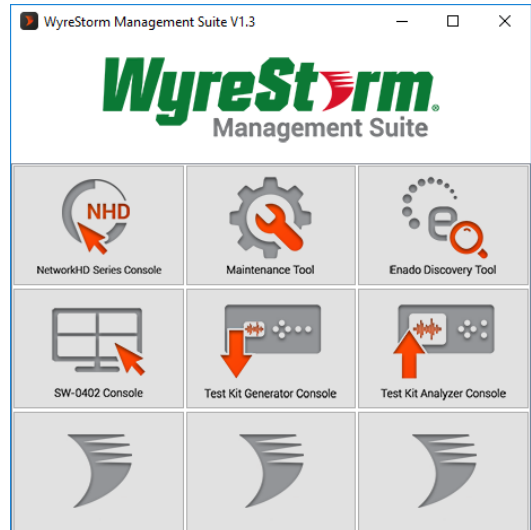 WyreStorm Management Suite V1.3
WyreStorm.
Management Suite
NHD
NetworkHD Series Console
Maintenance Tool
e
Enado Discovery Tool
SW-0402 Console
Test Kit Generator Console
Test Kit Analyzer Console